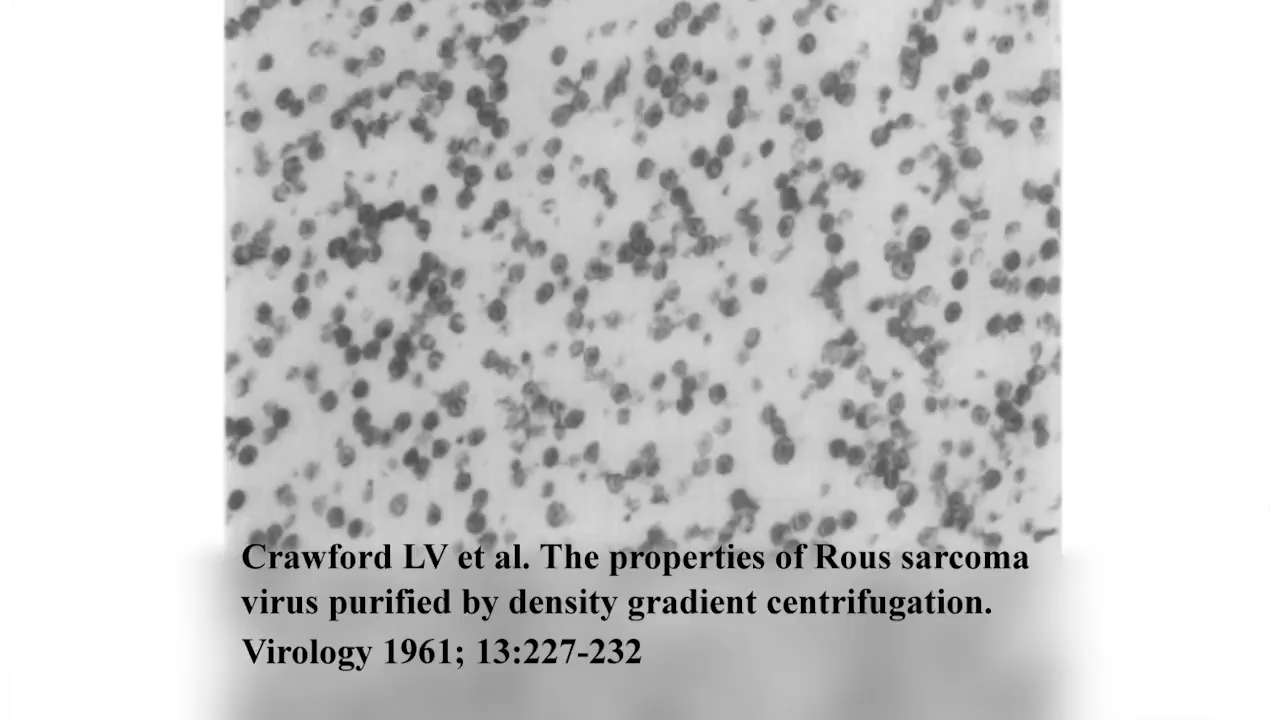 Crawford LV et al. The properties of Rous sarcoma
virus purified by density gradient centrifugation.
Virology 1961; 13:227-232